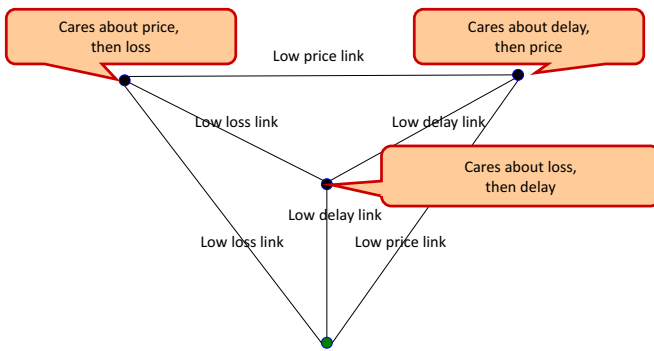 Cares about price,
then loss
Cares about delay,
then price
Low price link
Low loss link
Low delay link
Cares about loss,
then delay
Low delay link
Low loss link
Low price link